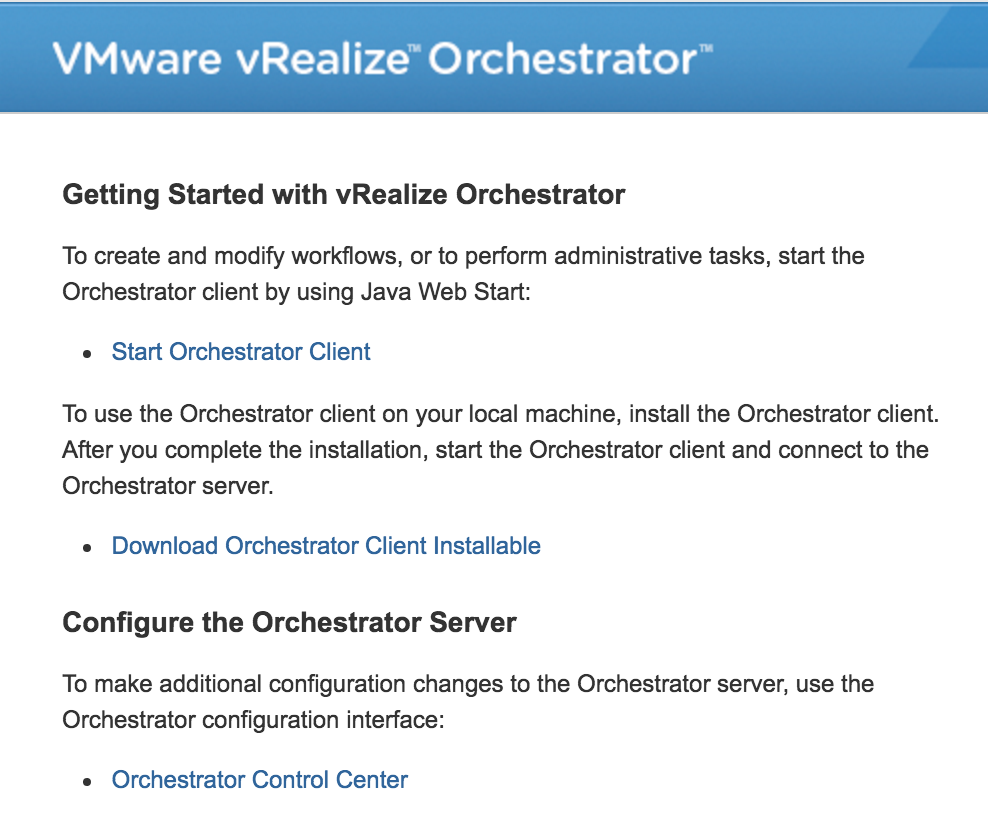 VMware vRealize™ Orchestrator™
Getting Started with vRealize Orchestrator
To create and modify workflows, or to perform administrative tasks, start the
Orchestrator client by using Java Web Start:
• Start Orchestrator Client
To use the Orchestrator client on your local machine, install the Orchestrator client.
After you complete the installation, start the Orchestrator client and connect to the
Orchestrator server.
• Download Orchestrator Client Installable
Configure the Orchestrator Server
To make additional configuration changes to the Orchestrator server, use the
Orchestrator configuration interface:
• Orchestrator Control Center